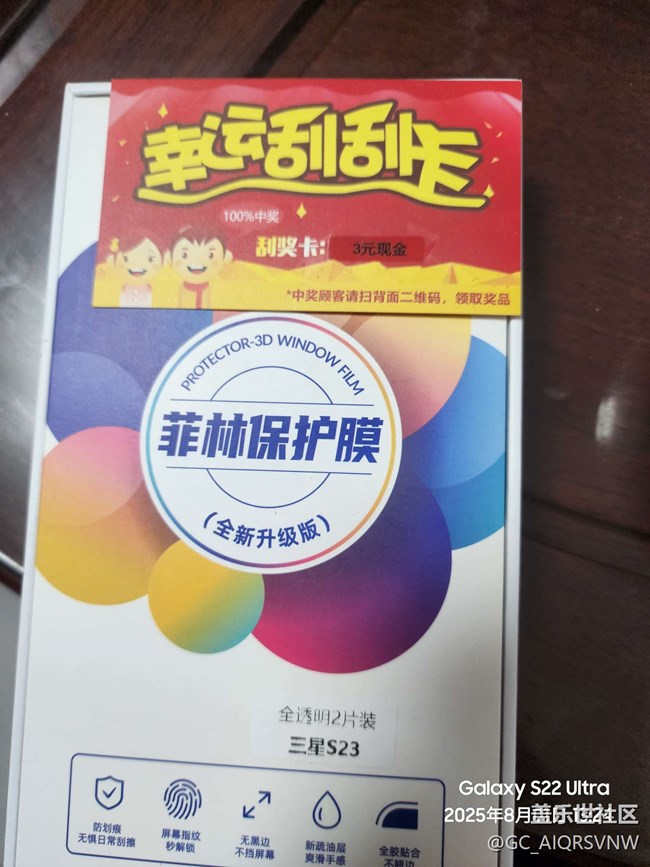 幸运刮刮卡
100%中奖
刮奖卡: 3元现金
*中奖顾客请扫背面二维码，领取奖品
PROTECTOR-3D WINDOW FILM
菲林保护膜
(全新升级版)
全透明2片装
三星S23
防划痕
无惧日常刮擦
屏幕指纹
秒解锁
无黑边
不挡屏幕
新疏油层
爽滑手感
全胶贴合
不翘边
Galaxy S22 Ultra
2025年8月
盖乐世社区
@GC_AIQRSVNW